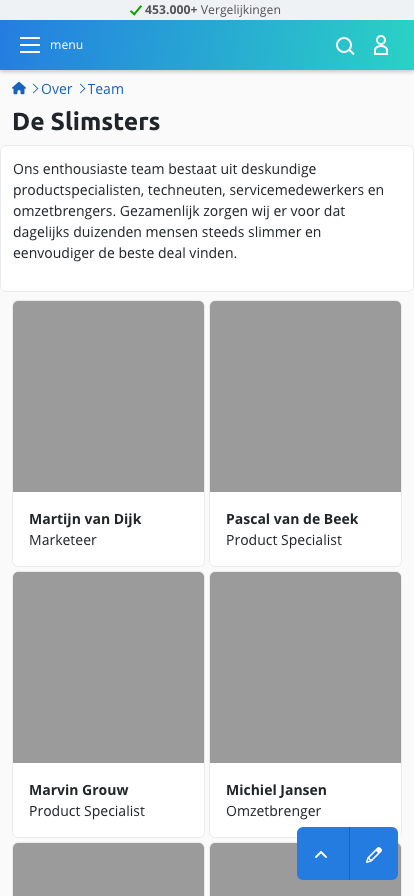 453.000+ Vergelijkingen
menu
Over Team
De Slimsters
Ons enthousiaste team bestaat uit deskundige
productspecialisten, techneuten, servicemedewerkers en
omzetbrengers. Gezamenlijk zorgen wij er voor dat
dagelijks duizenden mensen steeds slimmer en
eenvoudiger de beste deal vinden.
Martijn van Dijk
Marketeer
Pascal van de Beek
Product Specialist
Marvin Grouw
Product Specialist
Michiel Jansen
Omzetbrenger